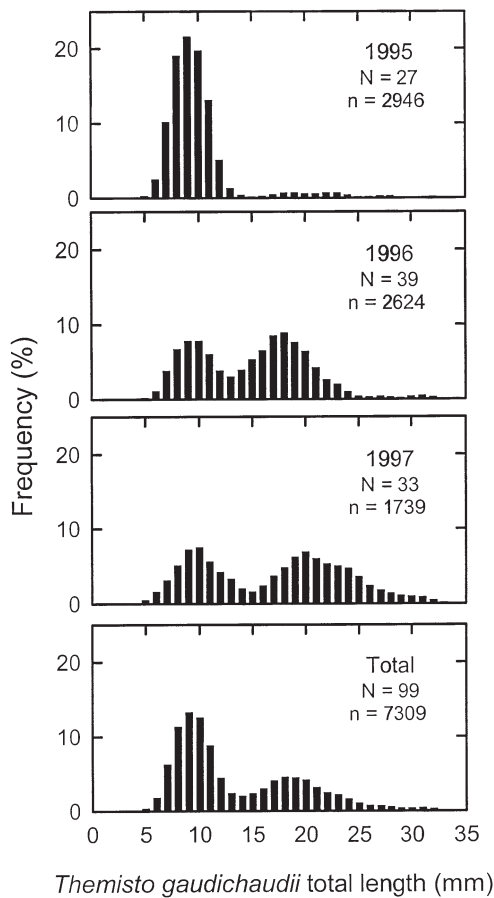 20
10
0
1995
N = 27
n = 2946
20
10
0
1996
N = 39
n = 2624
Frequency (%)
20
10
0
1997
N = 33
n = 1739
20
10
0
Total
N = 99
n = 7309
0 5 10 15 20 25 30 35
Themisto gaudichaudii total length (mm)